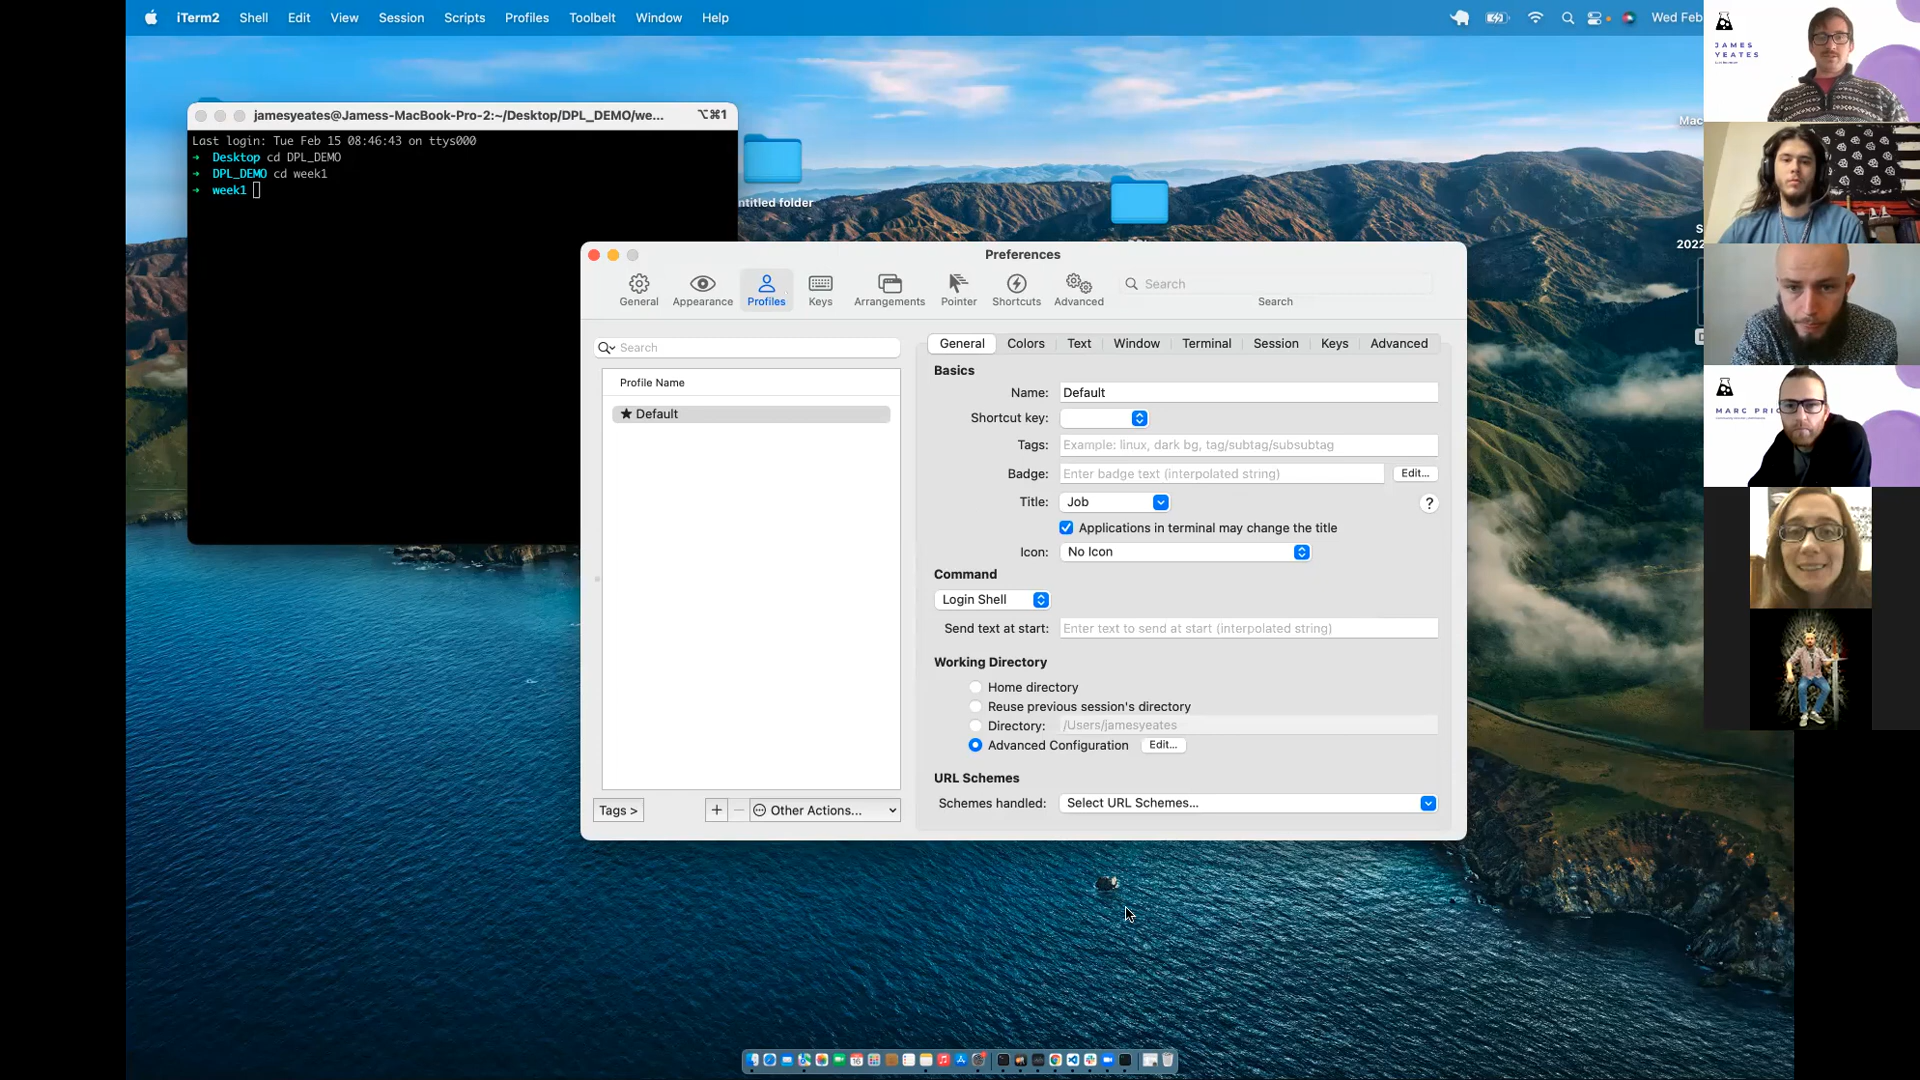 iTerm2 Shell Edit View Session Scripts Profiles Toolbelt Window Help
Wed Feb
jamesyeates@Jamess-MacBook-Pro-2:~/Desktop/DPL_DEMO/we... ⌥⌘1
Last login: Tue Feb 15 08:46:43 on ttys000
➜ Desktop cd DPL_DEMO
➜ DPL_DEMO cd week1
➜ week1
ntitled folder
Preferences
General Appearance Profiles Keys Arrangements Pointer Shortcuts Advanced Search
Search
Search
Profile Name
★ Default
Tags >
+ − Other Actions...
General Colors Text Window Terminal Session Keys Advanced
Basics
Name: Default
Shortcut key:
Tags: Example: linux, dark bg, tag/subtag/subsubtag
Badge: Enter badge text (interpolated string) Edit...
Title: Job ?
Applications in terminal may change the title
Icon: No Icon
Command
Login Shell
Send text at start: Enter text to send at start (interpolated string)
Working Directory
Home directory
Reuse previous session's directory
Directory: /Users/jamesyeates
Advanced Configuration Edit...
URL Schemes
Schemes handled: Select URL Schemes...
Mac
S
2022
JAMES
YEATES
MARC PRIC